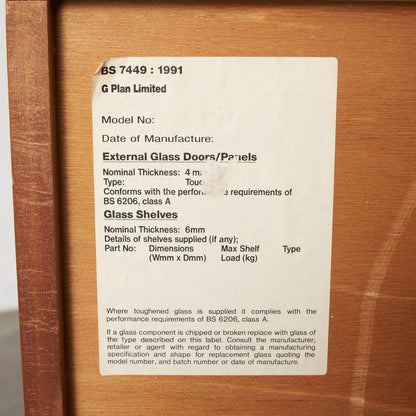 BS 7449 : 1991
G Plan Limited
Model No:
Date of Manufacture:
External Glass Doors/Panels
Nominal Thickness: 4 m
Type: Toug
Conforms with the performance requirements of
BS 6206, class A
Glass Shelves
Nominal Thickness: 6mm
Details of shelves supplied (if any);
Part No: Dimensions Max Shelf Type
(Wmm x Dmm) Load (kg)
Where toughened glass is supplied it complies with the
performance requirements of BS 6206, class A.
If a glass component is chipped or broken replace with glass of
the type described on this label. Consult the manufacturer,
retailer or agent with regard to obtaining a manufacturing
specification and shape for replacement glass quoting the
model number, and batch number or date of manufacture.